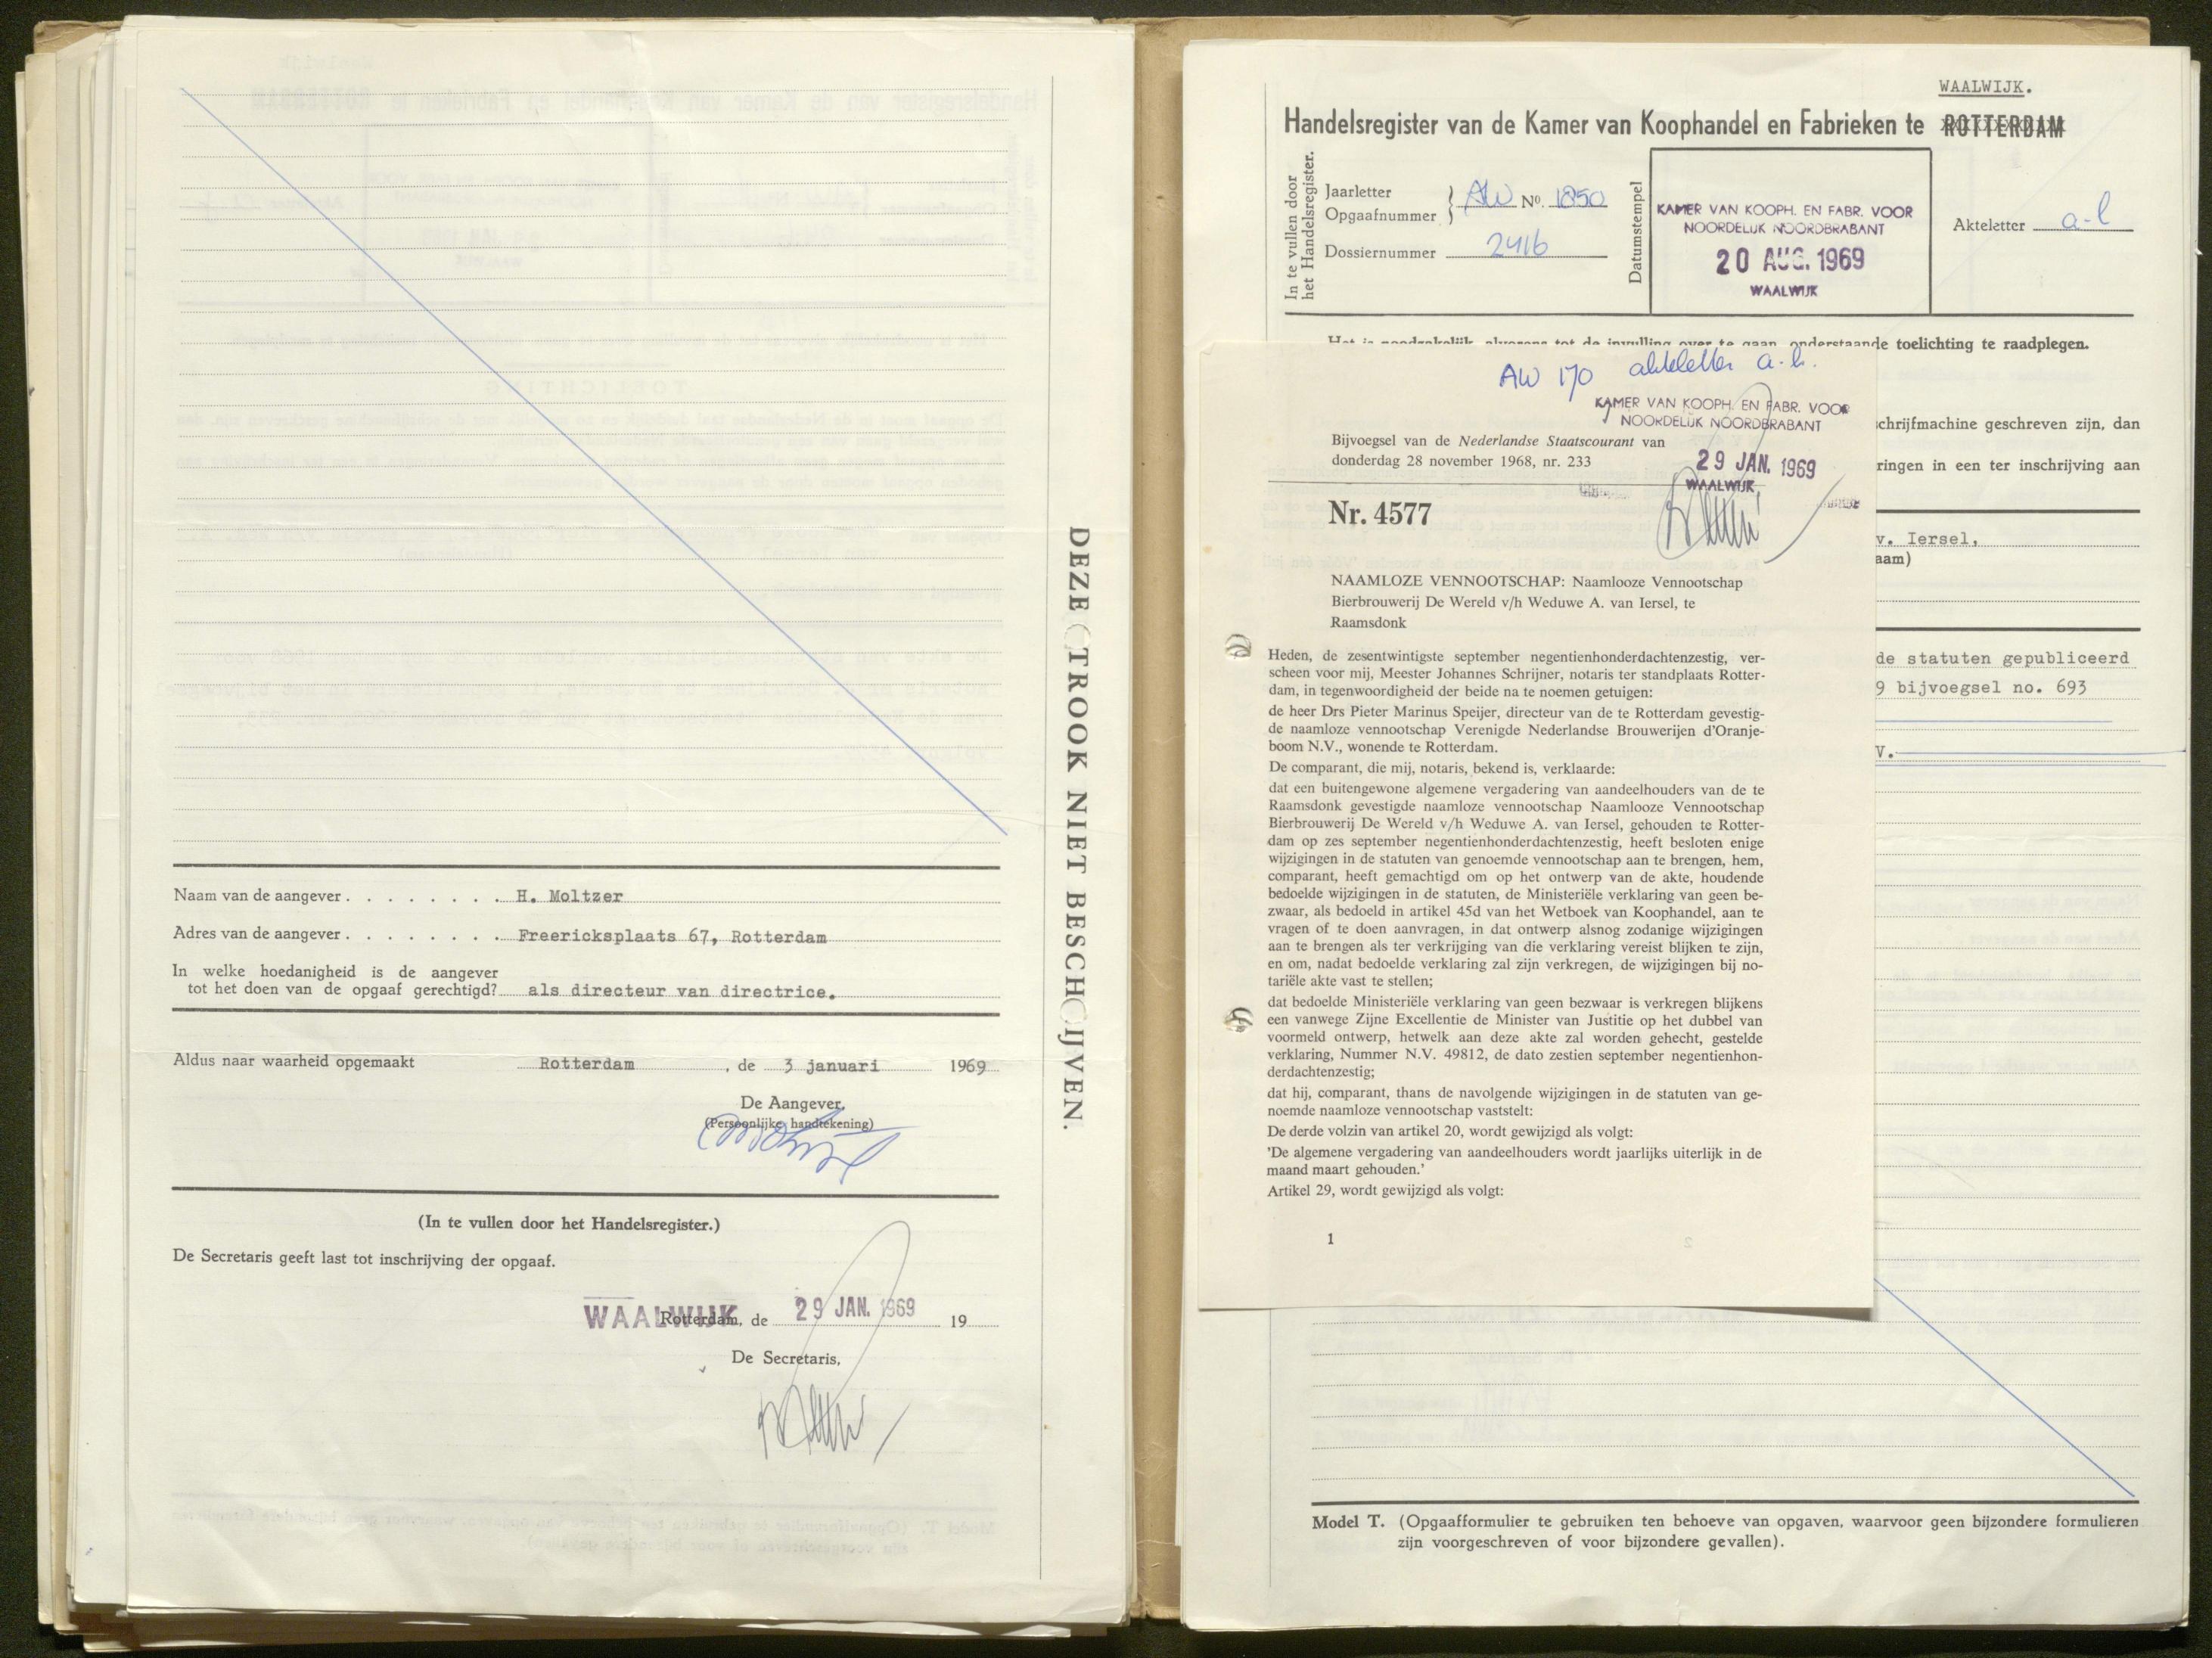 Naam van de aangever . . . . . . . . H. Moltzer
Adres van de aangever . . . . . . . . Freericksplaats 67, Rotterdam
In welke hoedanigheid is de aangever
tot het doen van de opgaaf gerechtigd? als directeur van directrice.
Aldus naar waarheid opgemaakt Rotterdam , de 3 januari 1969
De Aangever,
(Persoonlijke handtekening)
(In te vullen door het Handelsregister.)
De Secretaris geeft last tot inschrijving der opgaaf.
WAALWIJK Rotterdam, de 29 JAN. 1969 19
De Secretaris,
DEZE STROOK NIET BESCHRIJVEN.
WAALWIJK.
Handelsregister van de Kamer van Koophandel en Fabrieken te ROTTERDAM
In te vullen door
het Handelsregister.
Jaarletter
Opgaafnummer } AW No. 1850
Dossiernummer 2416
Datumstempel
KAMER VAN KOOPH. EN FABR. VOOR
NOORDELIJK NOORDBRABANT
20 AUG. 1969
WAALWIJK
Akteletter a-l
Het is noodzakelijk alvorens tot de invulling over te gaan onderstaande toelichting te raadplegen.
AW 170 akteletter a-k.
KAMER VAN KOOPH. EN FABR. VOOR
NOORDELIJK NOORDBRABANT
Bijvoegsel van de Nederlandse Staatscourant van
donderdag 28 november 1968, nr. 233
29 JAN. 1969
WAALWIJK
Nr. 4577
NAAMLOZE VENNOOTSCHAP: Naamlooze Vennootschap
Bierbrouwerij De Wereld v/h Weduwe A. van Iersel, te
Raamsdonk
Heden, de zesentwintigste september negentienhonderdachtenzestig, ver-
scheen voor mij, Meester Johannes Schrijner, notaris ter standplaats Rotter-
dam, in tegenwoordigheid der beide na te noemen getuigen:
de heer Drs Pieter Marinus Speijer, directeur van de te Rotterdam gevestig-
de naamloze vennootschap Verenigde Nederlandse Brouwerijen d'Oranje-
boom N.V., wonende te Rotterdam.
De comparant, die mij, notaris, bekend is, verklaarde:
dat een buitengewone algemene vergadering van aandeelhouders van de te
Raamsdonk gevestigde naamloze vennootschap Naamlooze Vennootschap
Bierbrouwerij De Wereld v/h Weduwe A. van Iersel, gehouden te Rotter-
dam op zes september negentienhonderdachtenzestig, heeft besloten enige
wijzigingen in de statuten van genoemde vennootschap aan te brengen, hem,
comparant, heeft gemachtigd om op het ontwerp van de akte, houdende
bedoelde wijzigingen in de statuten, de Ministeriële verklaring van geen be-
zwaar, als bedoeld in artikel 45d van het Wetboek van Koophandel, aan te
vragen of te doen aanvragen, in dat ontwerp alsnog zodanige wijzigingen
aan te brengen als ter verkrijging van die verklaring vereist blijken te zijn,
en om, nadat bedoelde verklaring zal zijn verkregen, de wijzigingen bij no-
tariële akte vast te stellen;
dat bedoelde Ministeriële verklaring van geen bezwaar is verkregen blijkens
een vanwege Zijne Excellentie de Minister van Justitie op het dubbel van
voormeld ontwerp, hetwelk aan deze akte zal worden gehecht, gestelde
verklaring, Nummer N.V. 49812, de dato zestien september negentienhon-
derdachtenzestig;
dat hij, comparant, thans de navolgende wijzigingen in de statuten van ge-
noemde naamloze vennootschap vaststelt:
De derde volzin van artikel 20, wordt gewijzigd als volgt:
'De algemene vergadering van aandeelhouders wordt jaarlijks uiterlijk in de
maand maart gehouden.'
Artikel 29, wordt gewijzigd als volgt:
1
schrijfmachine geschreven zijn, dan
ringen in een ter inschrijving aan
v. Iersel,
aam)
de statuten gepubliceerd
9 bijvoegsel no. 693
V.
Model T. (Opgaafformulier te gebruiken ten behoeve van opgaven, waarvoor geen bijzondere formulieren
zijn voorgeschreven of voor bijzondere gevallen).